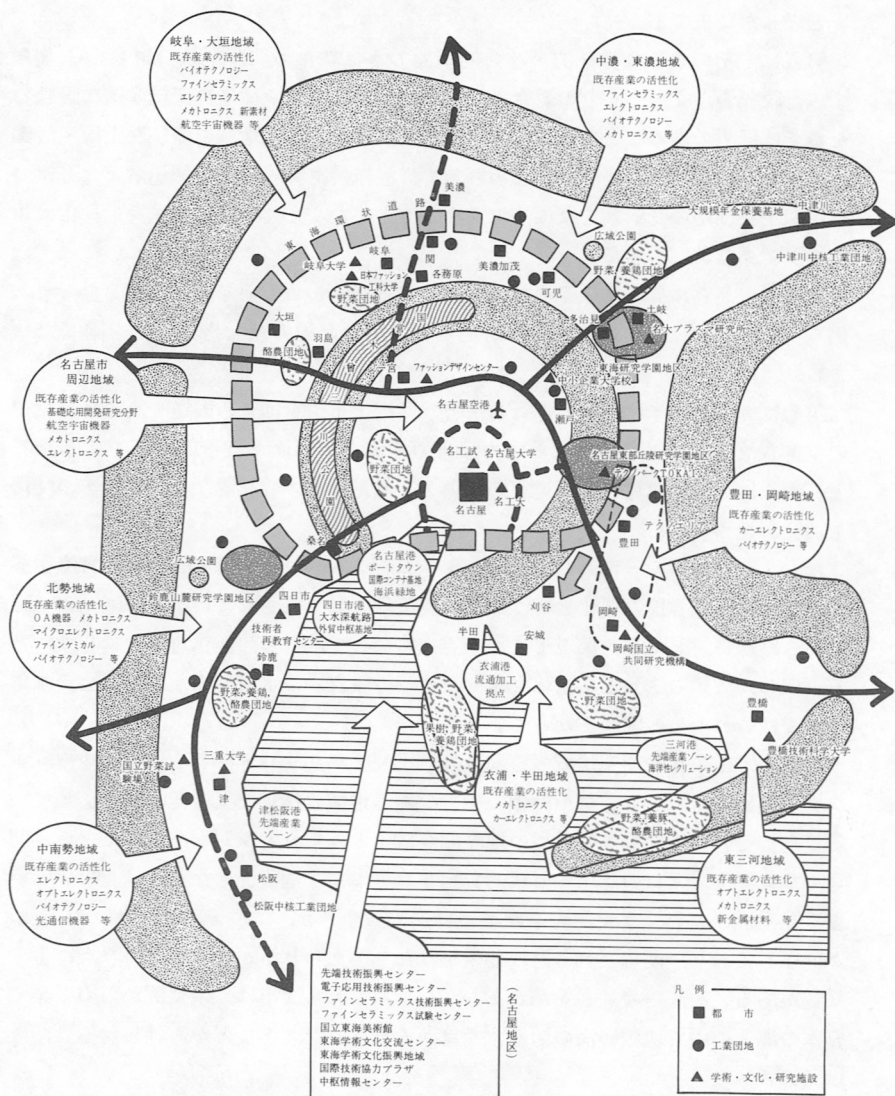 岐阜・大垣地域
既存産業の活性化
バイオテクノロジー
ファインセラミックス
エレクトロニクス
メカトロニクス 新素材
航空宇宙機器 等
中濃・東濃地域
既存産業の活性化
ファインセラミックス
エレクトロニクス
バイオテクノロジー
メカトロニクス 等
東海環状道路
美濃
関
岐阜
岐阜大学
日本ファッション
工科大学
各務原
美濃加茂
可児
広域公園
野菜・養鶏団地
大規模年金保養基地
中津川
中津川中核工業団地
野菜団地
大垣
羽島
酪農団地
土岐
多治見
名大プラズマ研究所
東海研究学園地区
国営木曾
公園
一宮
ファッションデザインセンター
中小企業大学校
瀬戸
名古屋空港
名古屋市
周辺地域
既存産業の活性化
基礎応用開発研究分野
航空宇宙機器
メカトロニクス
エレクトロニクス 等
野菜団地
名工試
名古屋大学
名工大
名古屋
名古屋東部丘陵研究学園地区
豊田
テクノエリア
豊田・岡崎地域
既存産業の活性化
カーエレクトロニクス
バイオテクノロジー 等
桑名
広域公園
鈴鹿山麓研究学園地区
名古屋港
ポートタウン
国際コンテナ基地
海浜緑地
北勢地域
既存産業の活性化
OA機器 メカトロニクス
マイクロエレクトロニクス
ファインケミカル
バイオテクノロジー 等
四日市
技術者
再教育センター
四日市港
大水深航路
外貿中枢基地
刈谷
岡崎
岡崎国立
共同研究機構
半田
安城
衣浦港
流通加工
拠点
鈴鹿
野菜、養鶏、
酪農団地
果樹・野菜、
養鶏団地
野菜団地
豊橋
豊橋技術科学大学
国立野菜試
験場
三重大学
津
三河港
先端産業ゾーン
海洋性レクリェーション
衣浦・半田地域
既存産業の活性化
メカトロニクス
カーエレクトロニクス 等
津松阪港
先端産業
ゾーン
野菜、養豚、
酪農団地
中南勢地域
既存産業の活性化
エレクトロニクス
オプトエレクトロニクス
バイオテクノロジー
光通信機器 等
松阪
松阪中核工業団地
東三河地域
既存産業の活性化
オプトエレクトロニクス
メカトロニクス
新金属材料 等
先端技術振興センター
電子応用技術振興センター
ファインセラミックス技術振興センター
ファインセラミックス試験センター
国立東海美術館
東海学術文化交流センター
東海学術文化振興地域
国際技術協力プラザ
中枢情報センター
(名古屋地区)
凡例
都市
工業団地
学術・文化・研究施設